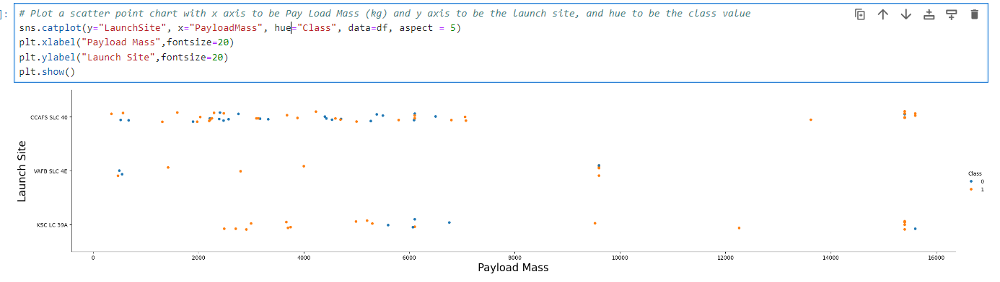 ]:
# Plot a scatter point chart with x axis to be Pay Load Mass (kg) and y axis to be the launch site, and hue to be the class value
sns.catplot(y="LaunchSite", x="PayloadMass", hue="Class", data=df, aspect = 5)
plt.xlabel("Payload Mass",fontsize=20)
plt.ylabel("Launch Site",fontsize=20)
plt.show()
CCAFS SLC 40
VAFB SLC 4E
KSC LC 39A
Launch Site
0 2000 4000 6000 8000 10000 12000 14000 16000
Payload Mass
Class
0
1